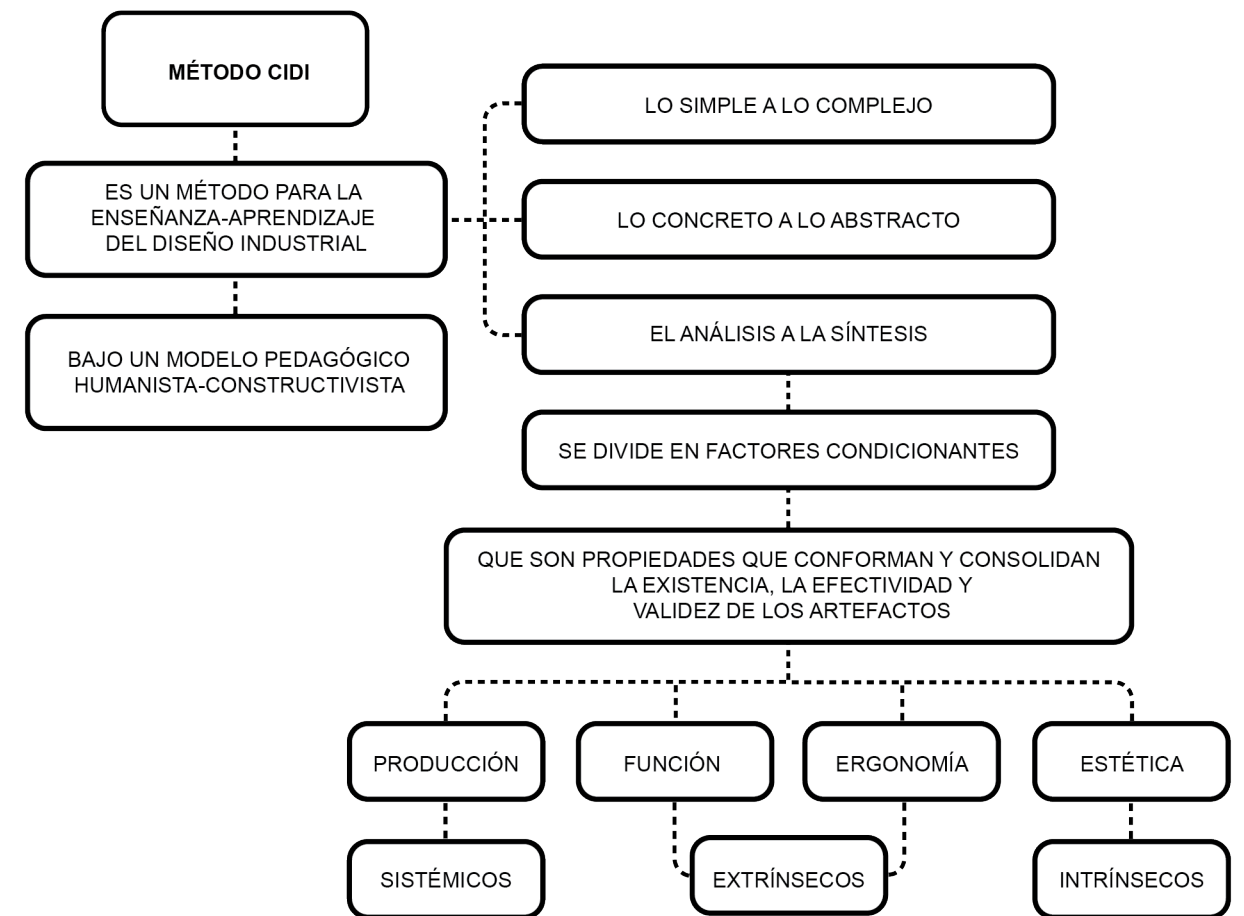 MÉTODO CIDI
ES UN MÉTODO PARA LA
ENSEÑANZA-APRENDIZAJE
DEL DISEÑO INDUSTRIAL
BAJO UN MODELO PEDAGÓGICO
HUMANISTA-CONSTRUCTIVISTA
LO SIMPLE A LO COMPLEJO
LO CONCRETO A LO ABSTRACTO
EL ANÁLISIS A LA SÍNTESIS
SE DIVIDE EN FACTORES CONDICIONANTES
QUE SON PROPIEDADES QUE CONFORMAN Y CONSOLIDAN
LA EXISTENCIA, LA EFECTIVIDAD Y
VALIDEZ DE LOS ARTEFACTOS
PRODUCCIÓN
FUNCIÓN
ERGONOMÍA
ESTÉTICA
SISTÉMICOS
EXTRÍNSECOS
INTRÍNSECOS